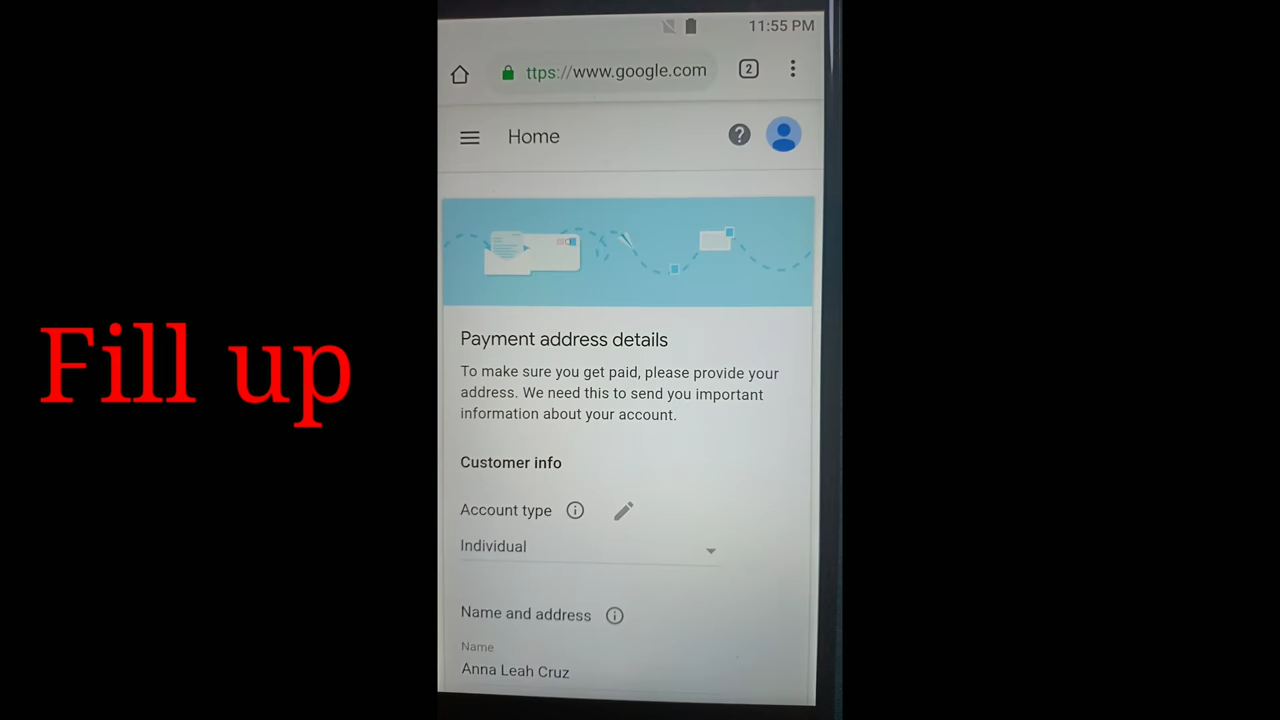 11:55 PM
ttps://www.google.com
2
Home
Payment address details
To make sure you get paid, please provide your
address. We need this to send you important
information about your account.
Customer info
Account type
Individual
Name and address
Name
Anna Leah Cruz
Fill up